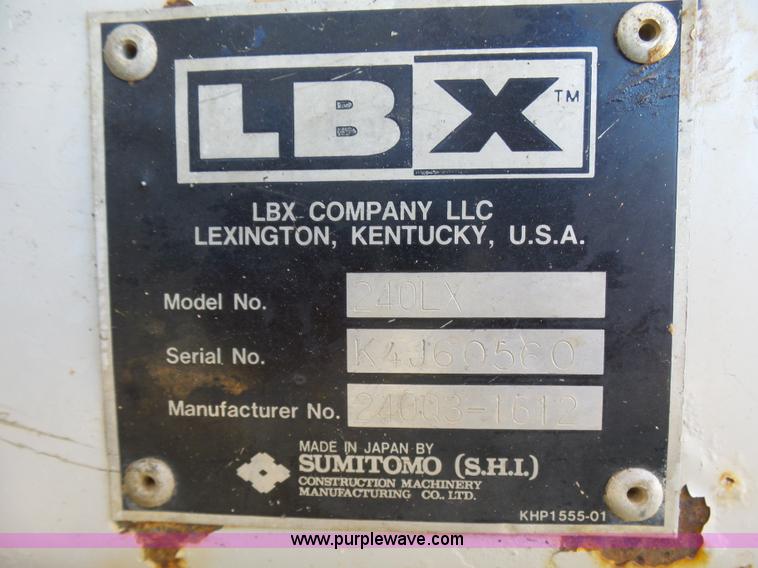 LBX™
LBX COMPANY LLC
LEXINGTON, KENTUCKY, U.S.A.
Model No. 240LX
Serial No. K4J60560
Manufacturer No. 240Q3-1612
MADE IN JAPAN BY
SUMITOMO (S.H.I.)
CONSTRUCTION MACHINERY
MANUFACTURING CO., LTD.
KHP1555-01
www.purplewave.com